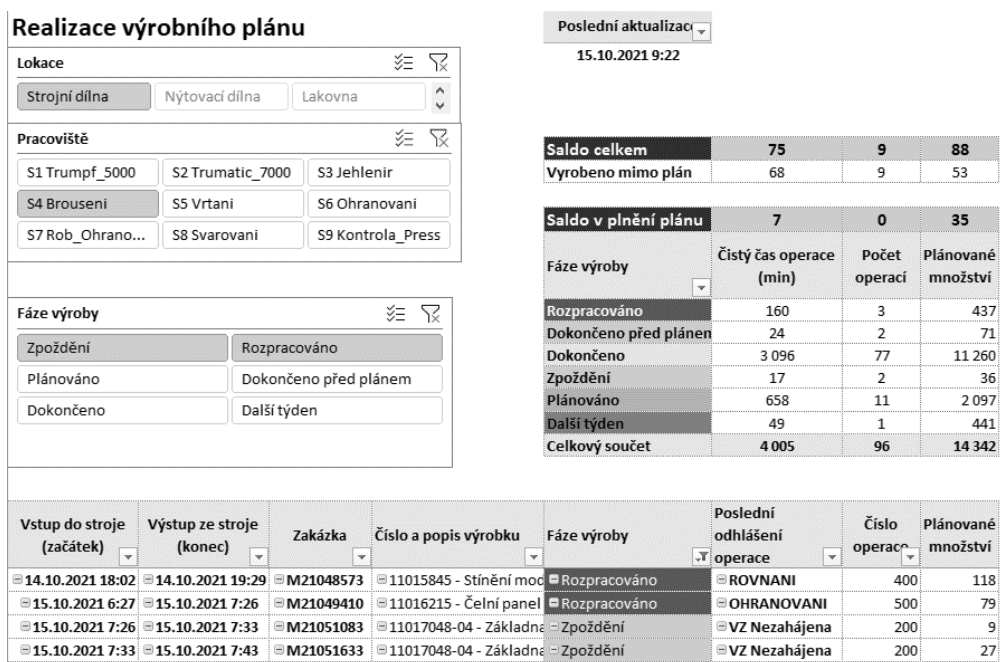 Realizace výrobního plánu
Poslední aktualizac
15.10.2021 9:22
Lokace
Strojní dílna Nýtovací dílna Lakovna
Pracoviště
S1 Trumpf_5000 S2 Trumatic_7000 S3 Jehlenir
S4 Brouseni S5 Vrtani S6 Ohranovani
S7 Rob_Ohrano... S8 Svarovani S9 Kontrola_Press
Saldo celkem 75 9 88
Vyrobeno mimo plán 68 9 53
Saldo v plnění plánu 7 0 35
Fáze výroby Čistý čas operace (min) Počet operací Plánované množství
Rozpracováno 160 3 437
Dokončeno před plánem 24 2 71
Dokončeno 3 096 77 11 260
Zpoždění 17 2 36
Plánováno 658 11 2 097
Další týden 49 1 441
Celkový součet 4 005 96 14 342
Fáze výroby
Zpoždění Rozpracováno
Plánováno Dokončeno před plánem
Dokončeno Další týden
Vstup do stroje (začátek) Výstup ze stroje (konec) Zakázka Číslo a popis výrobku Fáze výroby Poslední odhlášení operace Číslo operace Plánované množství
14.10.2021 18:02 14.10.2021 19:29 M21048573 11015845 - Stínění mod Rozpracováno ROVNANI 400 118
15.10.2021 6:27 15.10.2021 7:26 M21049410 11016215 - Čelní panel Rozpracováno OHRANOVANI 500 79
15.10.2021 7:26 15.10.2021 7:33 M21051083 11017048-04 - Základna Zpoždění VZ Nezahájena 200 9
15.10.2021 7:33 15.10.2021 7:43 M21051633 11017048-04 - Základna Zpoždění VZ Nezahájena 200 27